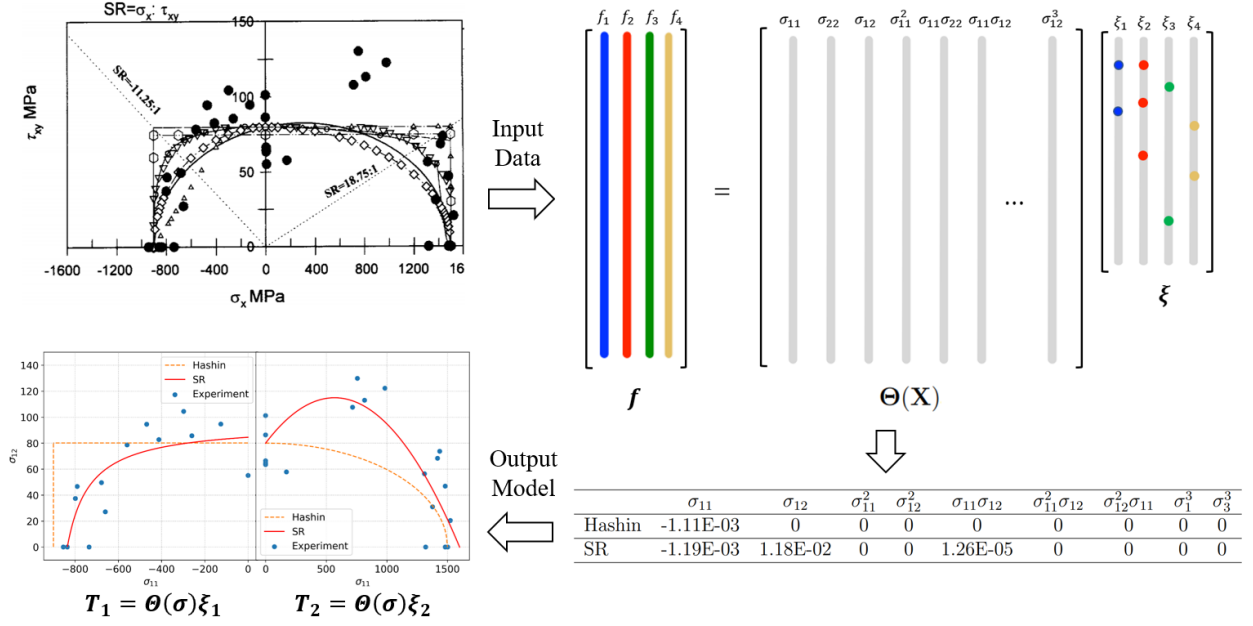 SR=σₓ: τₓᵧ
150
100
50
0
τₓᵧ MPa
SR=-11.25:1
SR=18.75:1
-1600 -1200 -800 -400 0 400 800 1200 16
σₓ MPa
Input
Data
f₁ f₂ f₃ f₄
f
=
σ₁₁ σ₂₂ σ₁₂ σ₁₁² σ₁₁σ₂₂ σ₁₁σ₁₂ σ₁₂³
...
Θ(X)
ξ₁ ξ₂ ξ₃ ξ₄
ξ
σ₁₁ σ₁₂ σ₁₁² σ₁₂² σ₁₁σ₁₂ σ₁₁²σ₁₂ σ₁₂²σ₁₁ σ₁³ σ₃³
Hashin -1.11E-03 0 0 0 0 0 0 0 0
SR -1.19E-03 1.18E-02 0 0 1.26E-05 0 0 0 0
Output
Model
140
120
100
80
60
40
20
0
σ₁₂
Hashin
SR
Experiment
-800 -600 -400 -200 0
σ₁₁
Hashin
SR
Experiment
0 500 1000 1500
σ₁₁
T₁ = Θ(σ)ξ₁
T₂ = Θ(σ)ξ₂